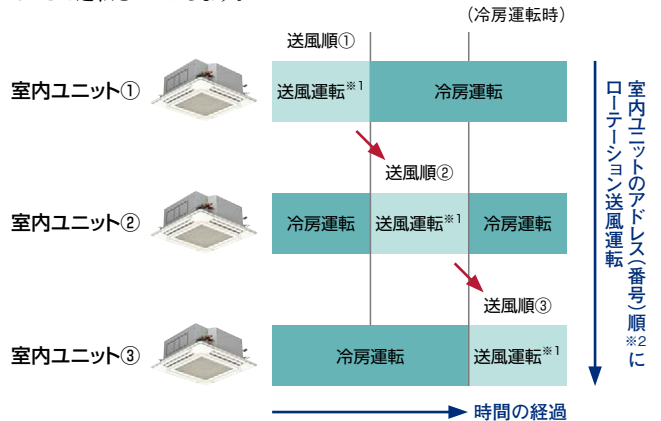 (冷房運転時)
送風順①
室内ユニット①
送風運転※1
冷房運転
送風順②
室内ユニット②
冷房運転
送風運転※1
冷房運転
送風順③
室内ユニット③
冷房運転
送風運転※1
時間の経過
室内ユニットのアドレス(番号)順※2に
ローテーション送風運転